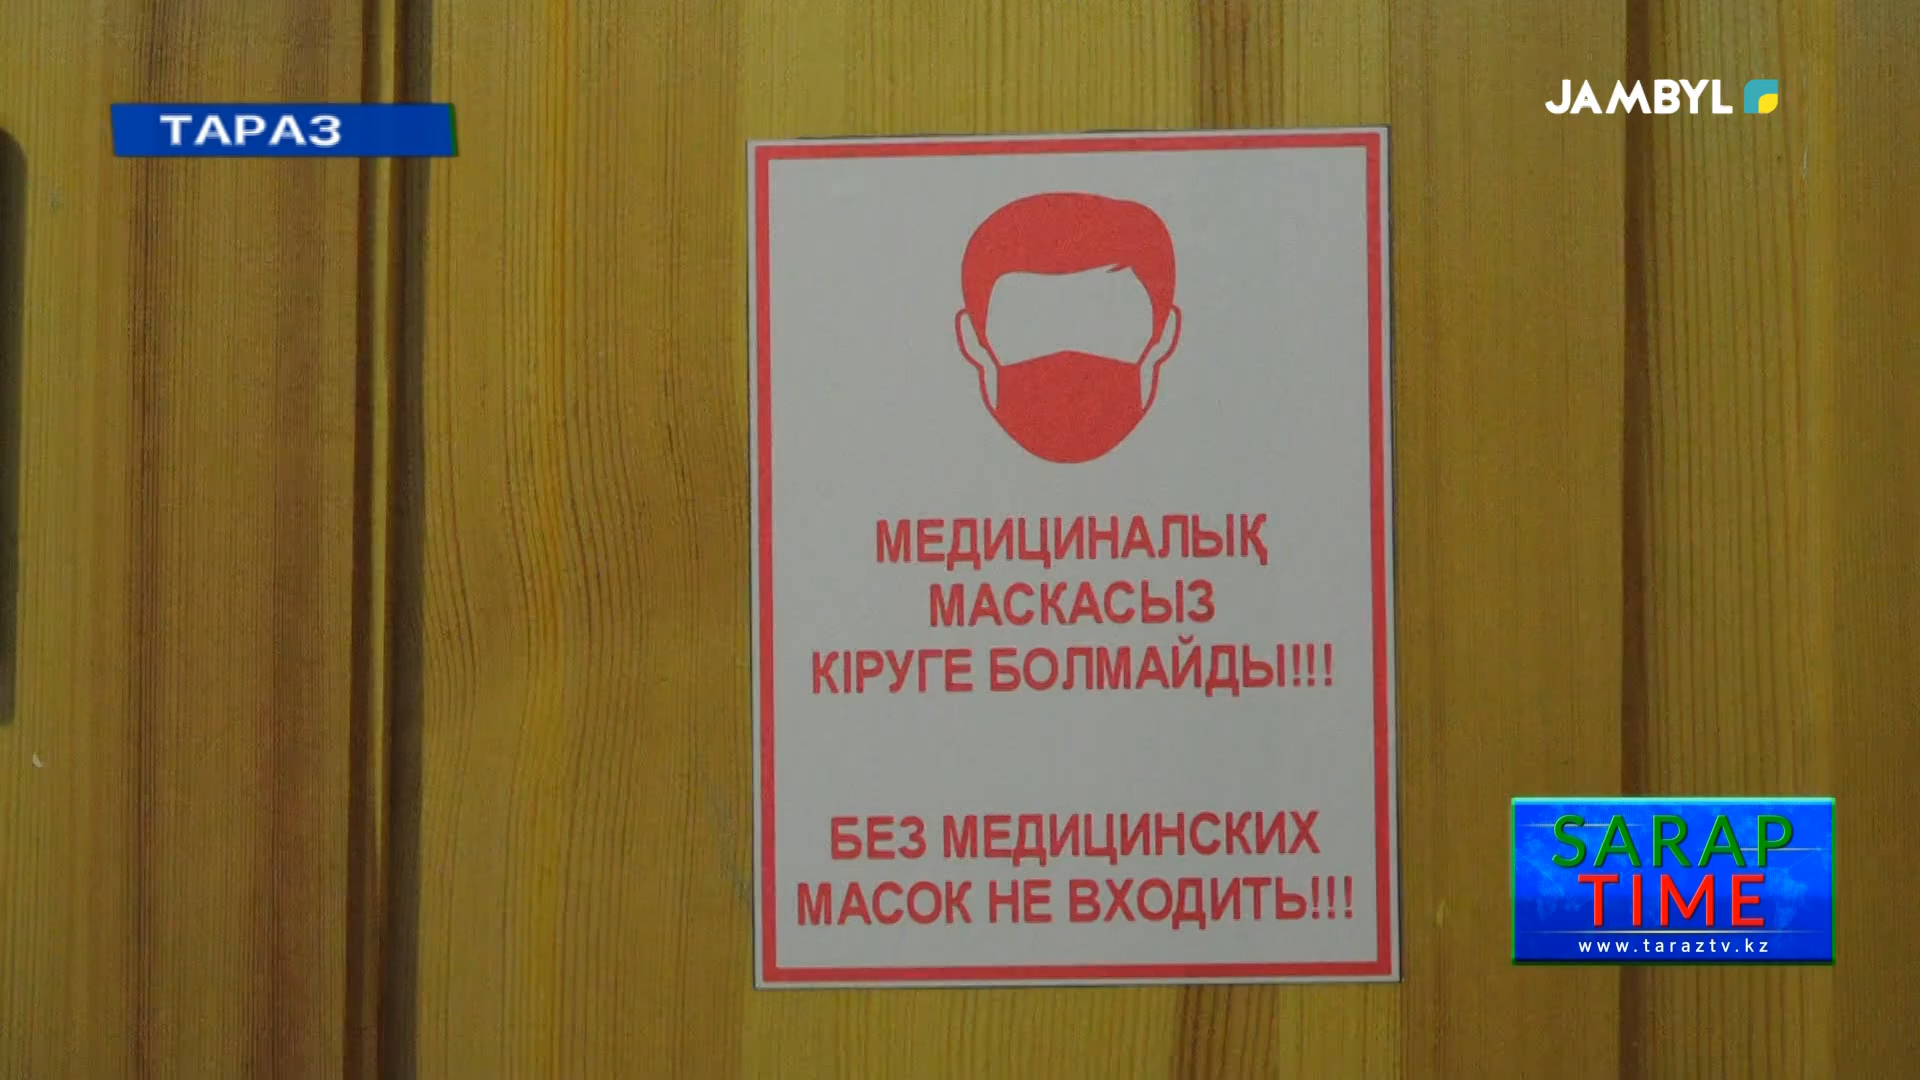 ТАРАЗ
JAMBYL
МЕДИЦИНАЛЫҚ
МАСКАСЫЗ
КІРУГЕ БОЛМАЙДЫ!!!
БЕЗ МЕДИЦИНСКИХ
МАСОК НЕ ВХОДИТЬ!!!
SARAP
TIME
www.taraztv.kz